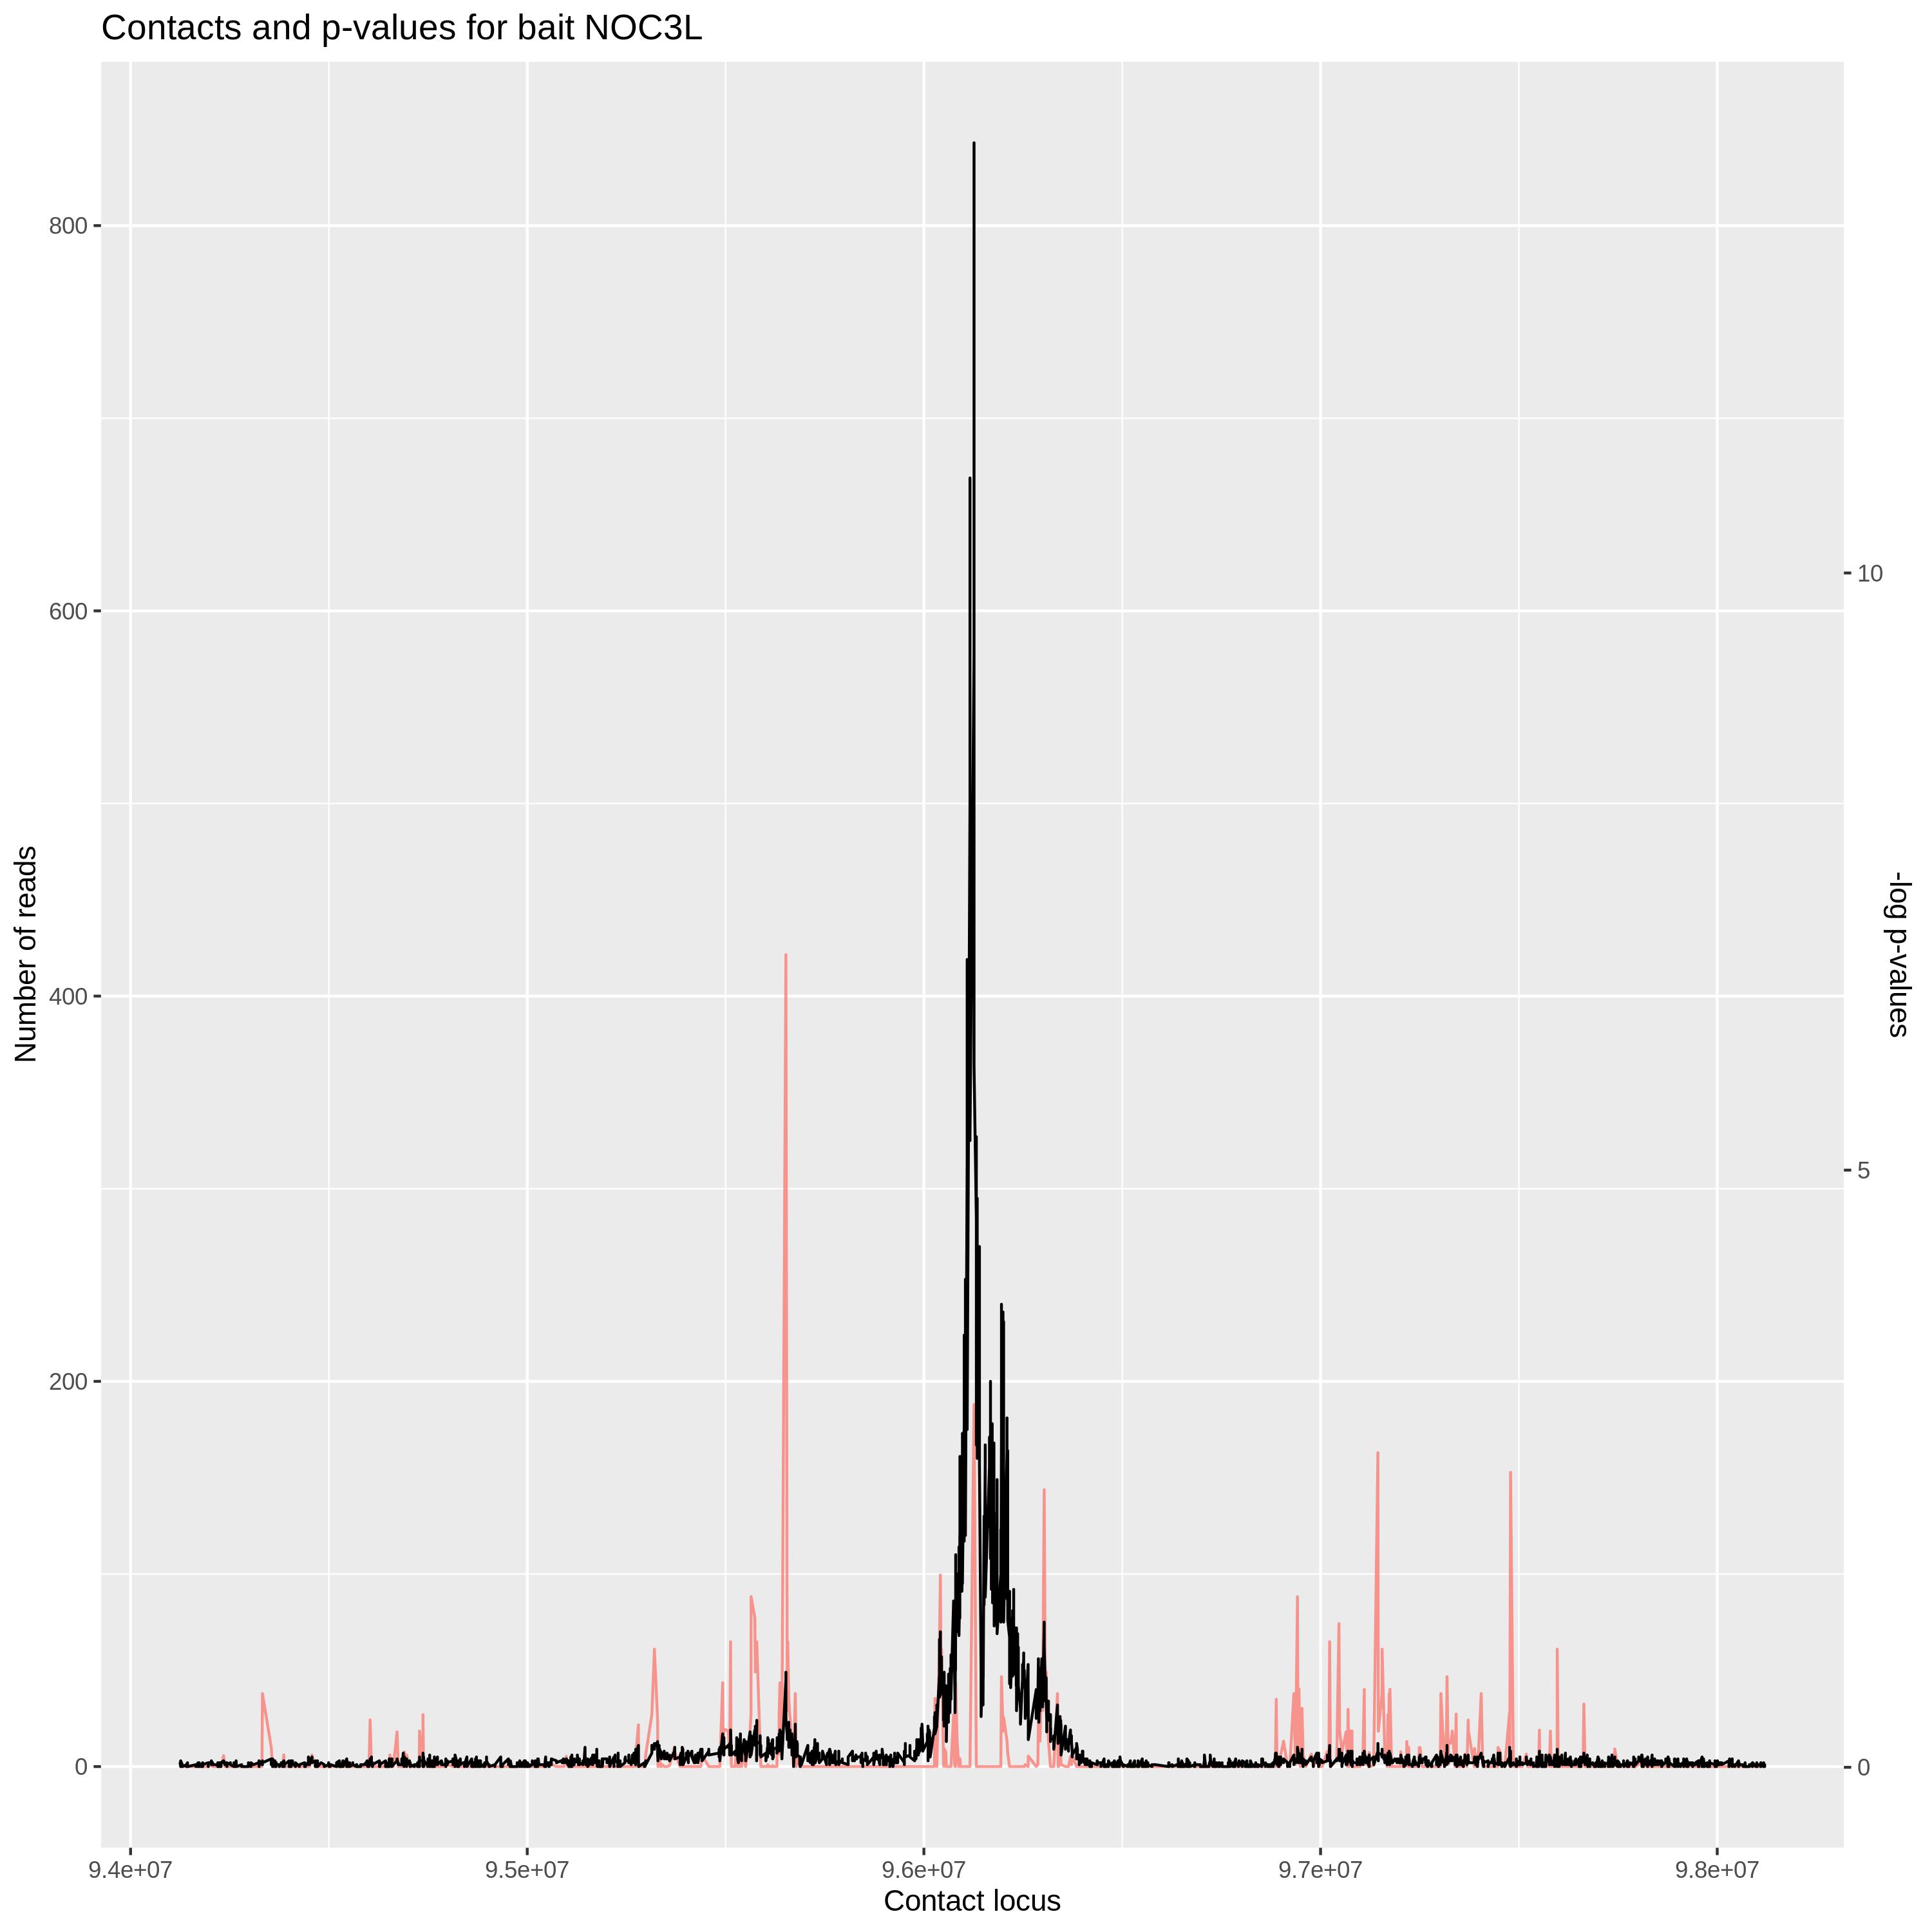 Contacts and p-values for bait NOC3L
800
600
400
200
0
Number of reads
10
5
0
-log p-values
9.4e+07
9.5e+07
9.6e+07
9.7e+07
9.8e+07
Contact locus